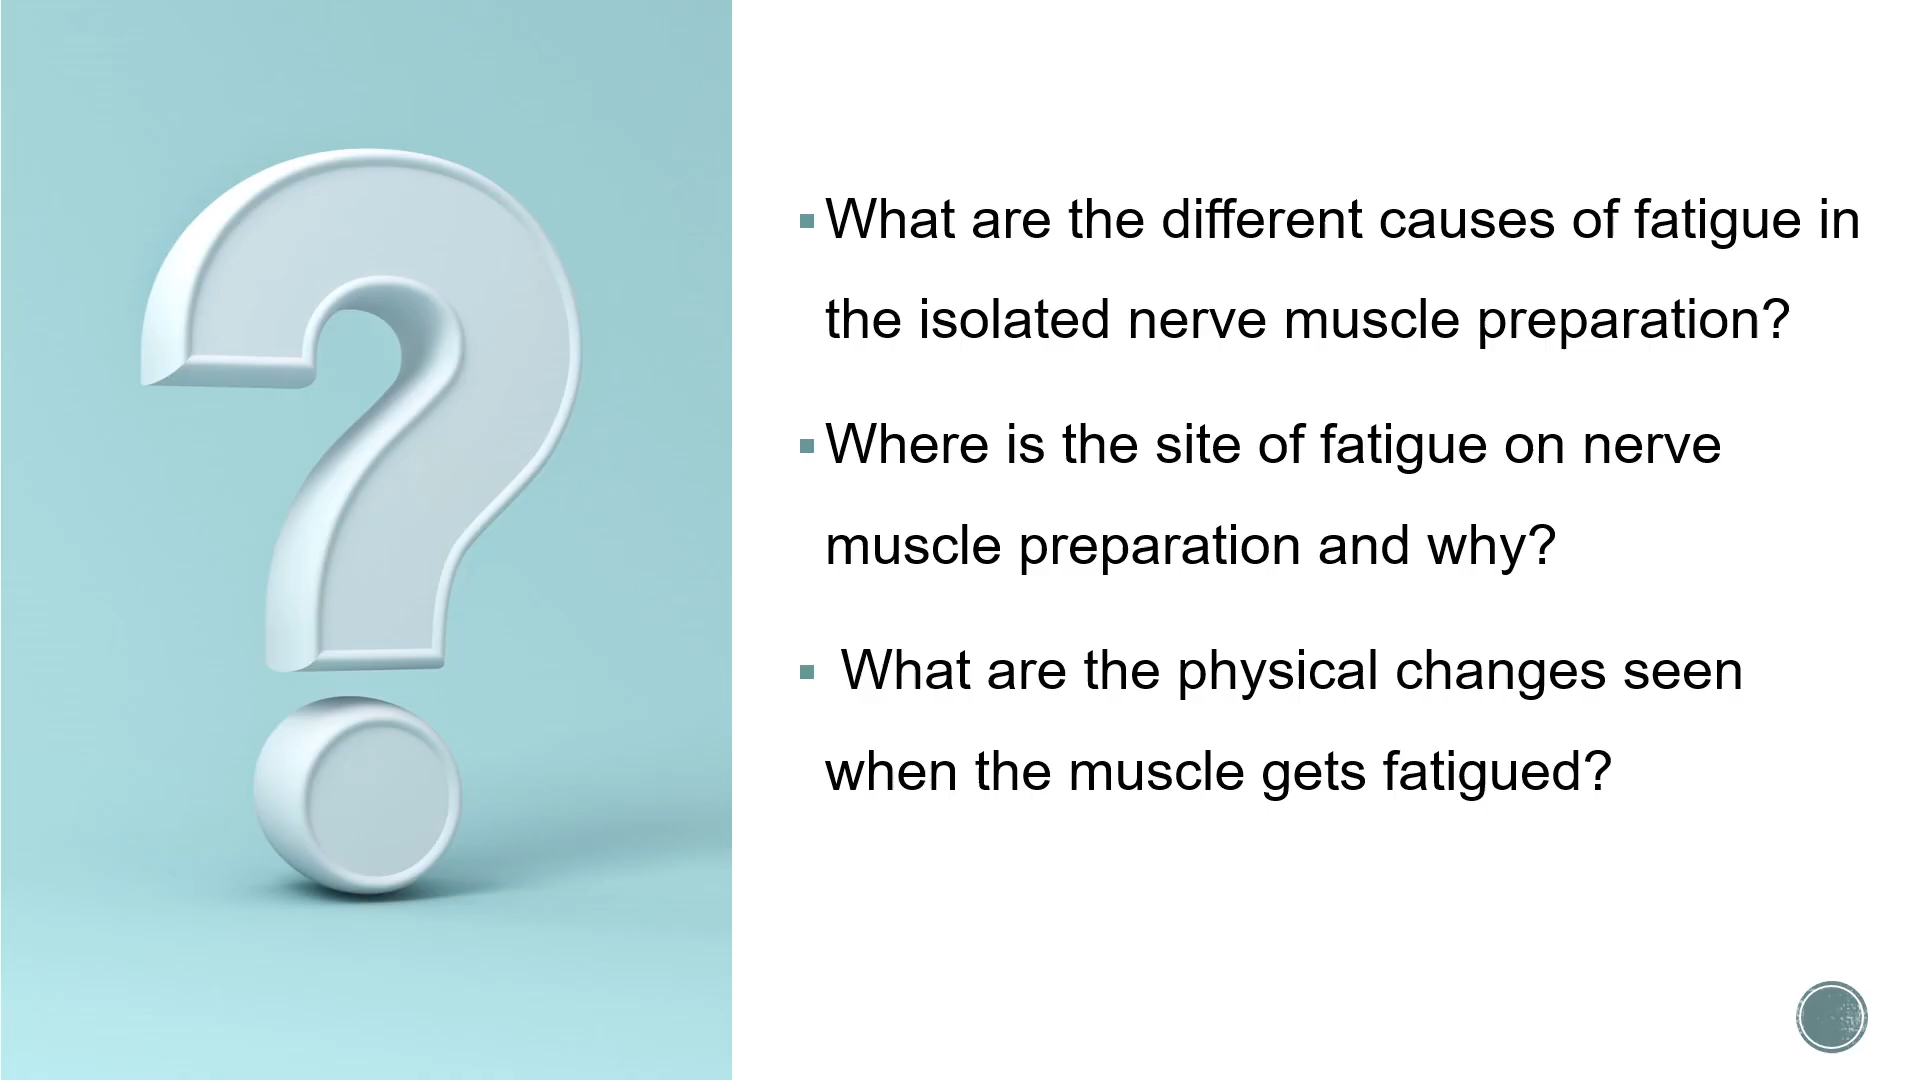 What are the different causes of fatigue in
the isolated nerve muscle preparation?
Where is the site of fatigue on nerve
muscle preparation and why?
What are the physical changes seen
when the muscle gets fatigued?